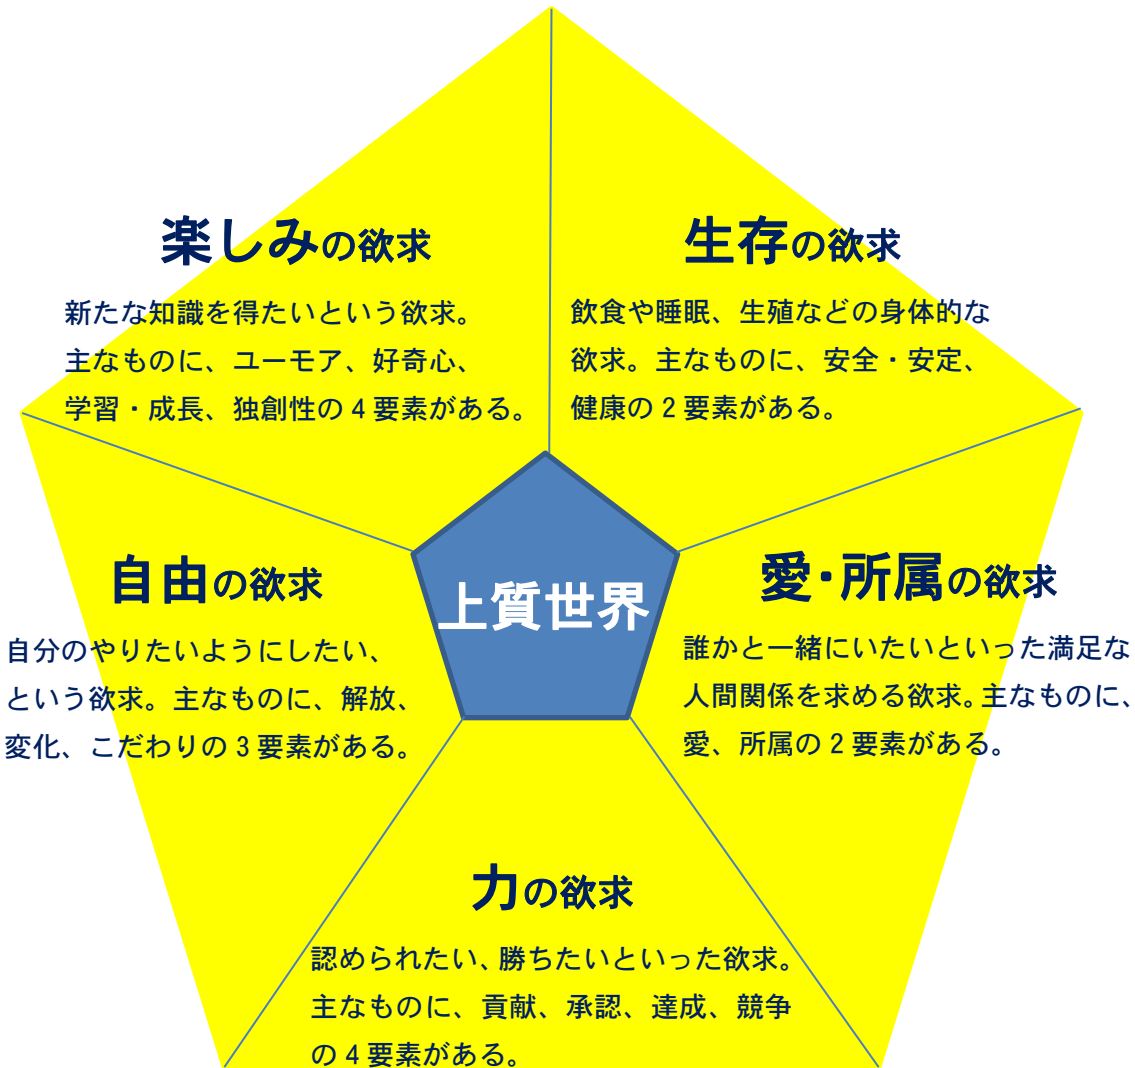 楽しみの欲求
新たな知識を得たいという欲求。
主なものに、ユーモア、好奇心、
学習・成長、独創性の4要素がある。
生存の欲求
飲食や睡眠、生殖などの身体的な
欲求。主なものに、安全・安定、
健康の2要素がある。
自由の欲求
自分のやりたいようにしたい、
という欲求。主なものに、解放、
変化、こだわりの3要素がある。
上質世界
愛・所属の欲求
誰かと一緒にいたいといった満足な
人間関係を求める欲求。主なものに、
愛、所属の2要素がある。
力の欲求
認められたい、勝ちたいといった欲求。
主なものに、貢献、承認、達成、競争
の4要素がある。